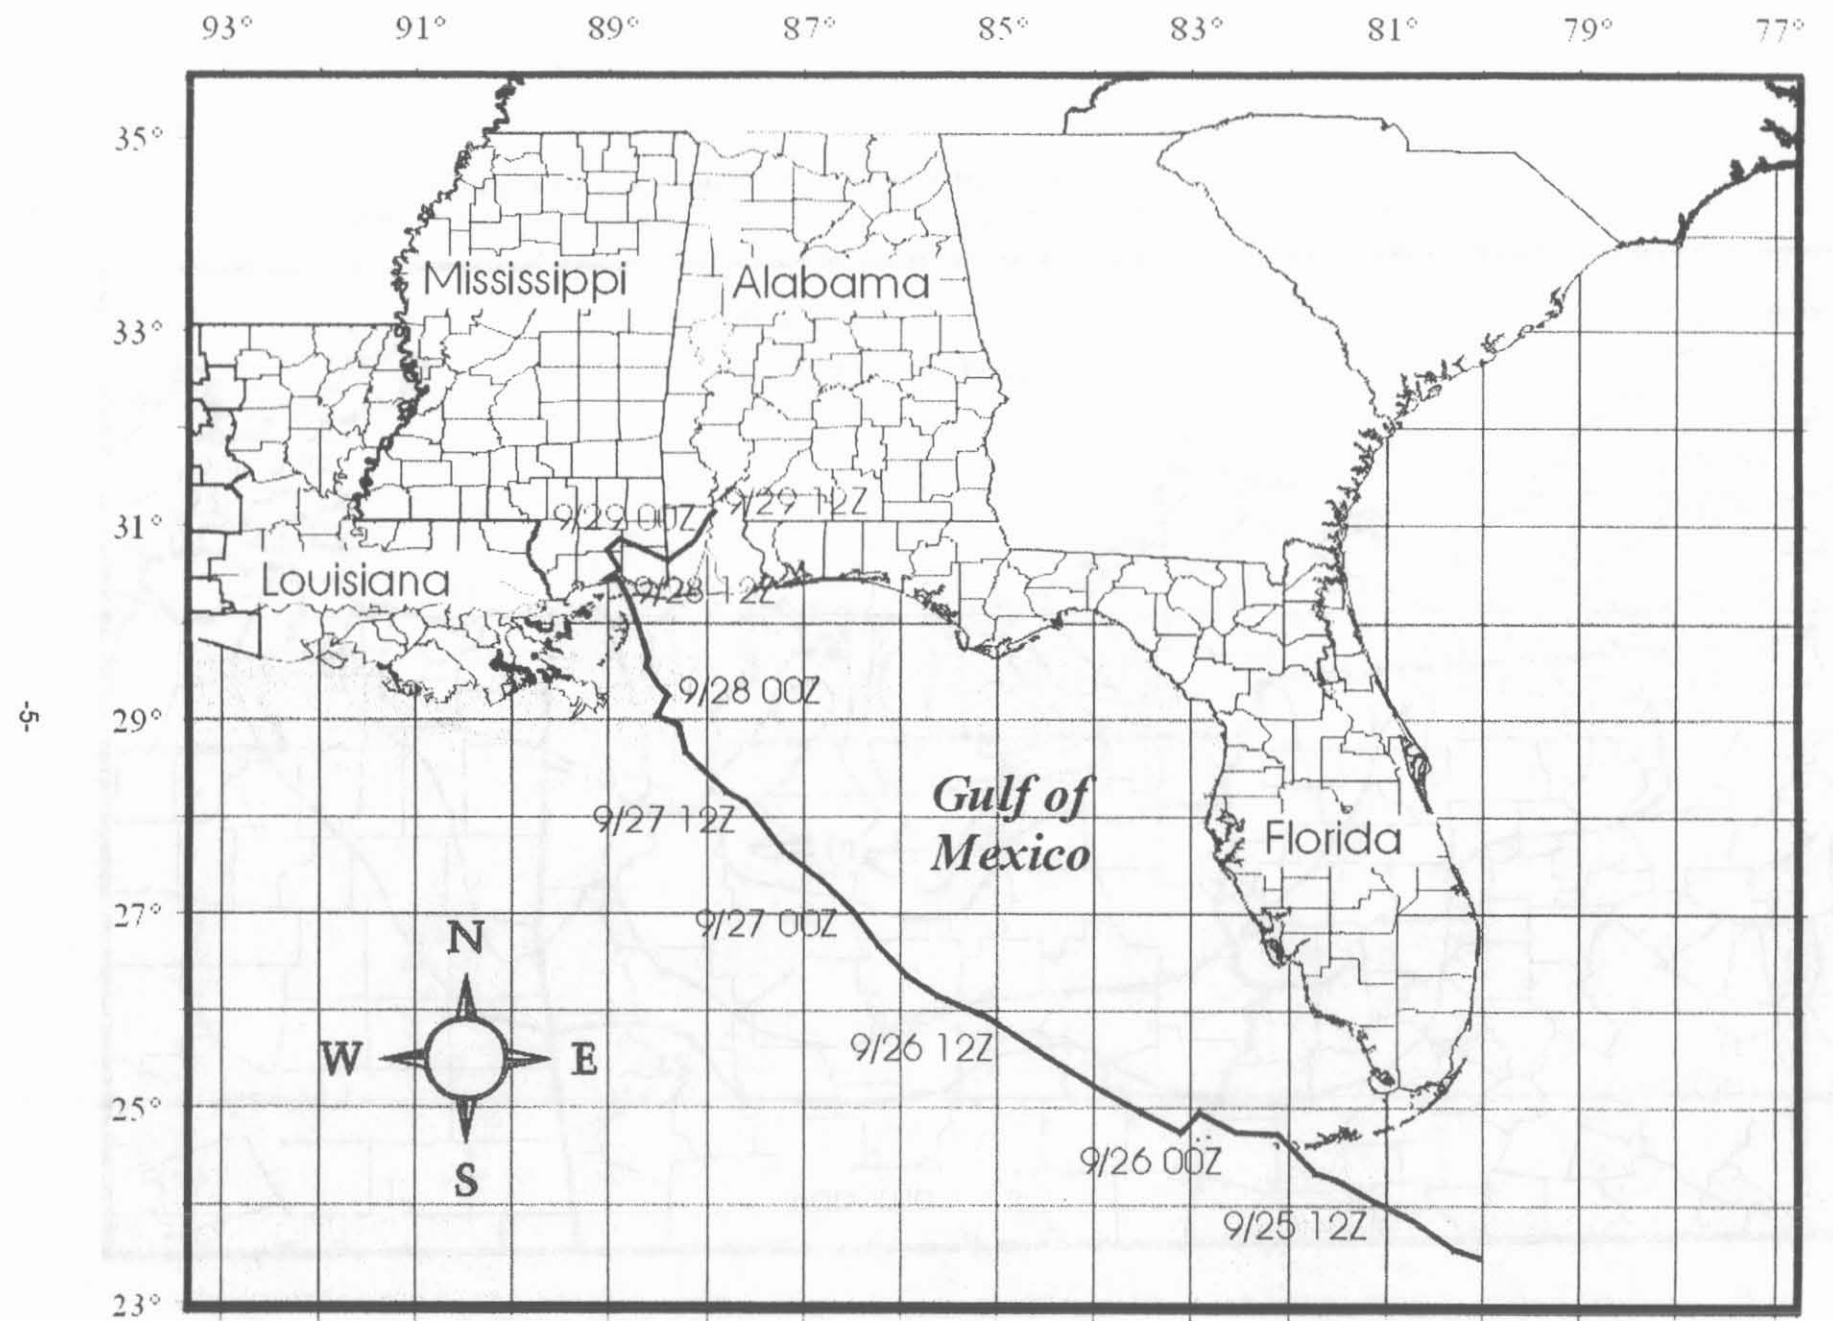 93° 91° 89° 87° 85° 83° 81° 79° 77°
35°
Mississippi
Alabama
33°
9/29 12Z
9/29 00Z
31°
Louisiana
9/28 12Z
9/28 00Z
-5-
29°
Gulf of
Mexico
9/27 12Z
Florida
27°
9/27 00Z
N
9/26 12Z
W E
25°
9/26 00Z
S
9/25 12Z
23°